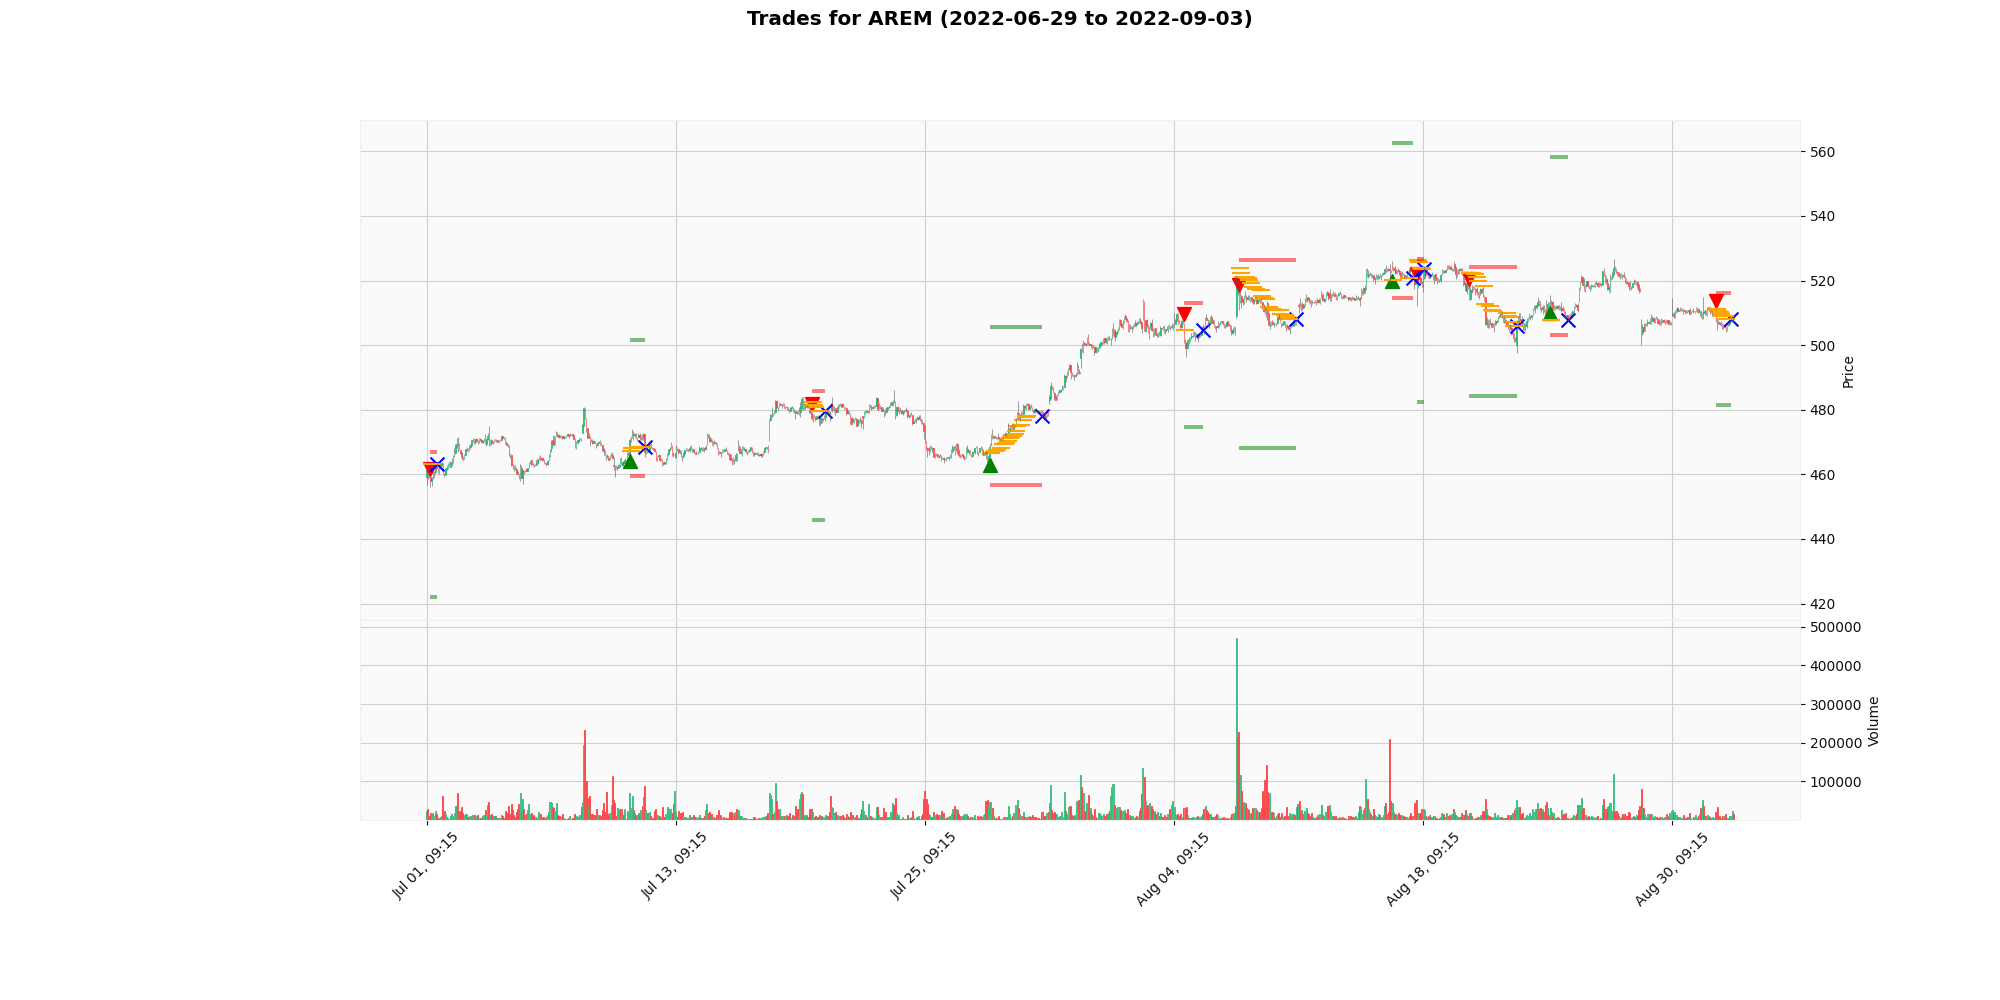 Trades for AREM (2022-06-29 to 2022-09-03)
560
540
520
500
480
460
440
420
Price
500000
400000
300000
200000
100000
Volume
Jul 01, 09:15
Jul 13, 09:15
Jul 25, 09:15
Aug 04, 09:15
Aug 18, 09:15
Aug 30, 09:15